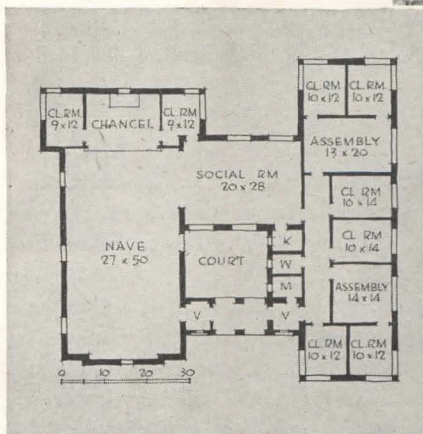 CL. RM.
9 x 12
CHANCEL
CL. RM
9 x 12
CL. RM
10 x 12
CL. RM
10 x 12
ASSEMBLY
13 x 20
SOCIAL RM
20 x 28
CL RM
10 x 14
NAVE
27 x 50
COURT
K
W
M
CL RM
10 x 14
ASSEMBLY
14 x 14
V
V
CL. RM
10 x 12
CL. RM
10 x 12
0 10 20 30